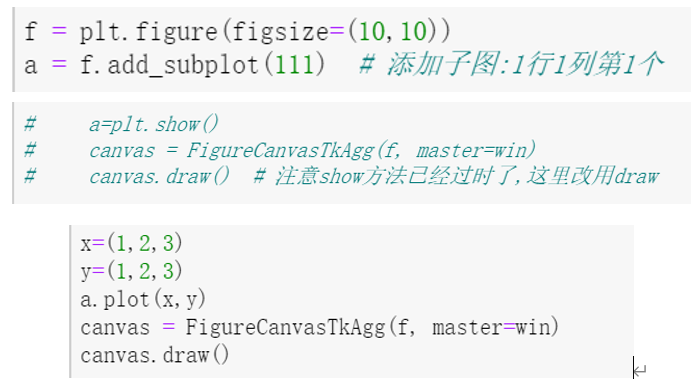 f = plt.figure(figsize=(10,10))
a = f.add_subplot(111)  # 添加子图:1行1列第1个
#     a=plt.show()
#     canvas = FigureCanvasTkAgg(f, master=win)
#     canvas.draw()  # 注意show方法已经过时了,这里改用draw
x=(1,2,3)
y=(1,2,3)
a.plot(x,y)
canvas = FigureCanvasTkAgg(f, master=win)
canvas.draw()